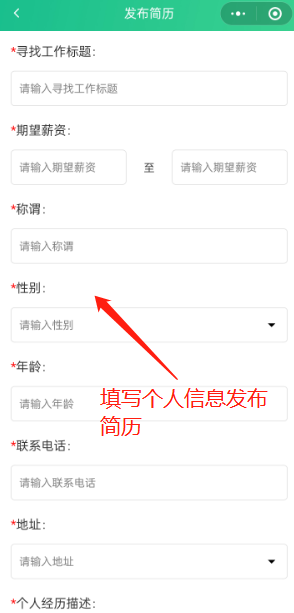 发布简历
*寻找工作标题:
请输入寻找工作标题
*期望薪资:
请输入期望薪资 至 请输入期望薪资
*称谓:
请输入称谓
*性别:
请输入性别
*年龄:
请输入年龄
填写个人信息发布
简历
*联系电话:
请输入联系电话
*地址:
请输入地址
*个人经历描述: